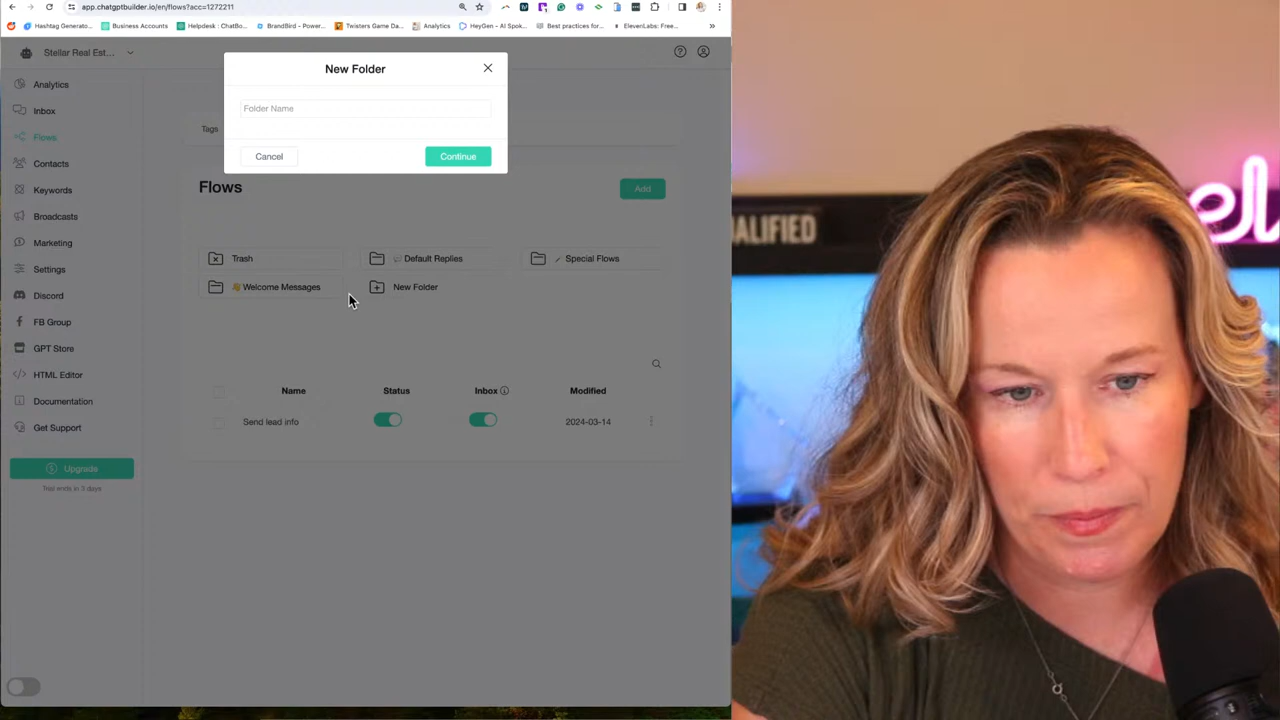 app.chatgptbuilder.io/en/flows?acc=1272211
Hashtag Generato... Business Accounts Helpdesk : ChatBo... BrandBird – Power... Twisters Game Da... Analytics HeyGen - AI Spok... Best practices for... ElevenLabs: Free... »
Stellar Real Est...
New Folder
Folder Name
Cancel Continue
Analytics
Inbox
Flows
Contacts
Keywords
Broadcasts
Marketing
Settings
Discord
FB Group
GPT Store
HTML Editor
Documentation
Get Support
Upgrade
Trial ends in 3 days
Tags
Flows Add
Trash Default Replies Special Flows
Welcome Messages New Folder
Name Status Inbox Modified
Send lead info 2024-03-14
ALIFIED
el